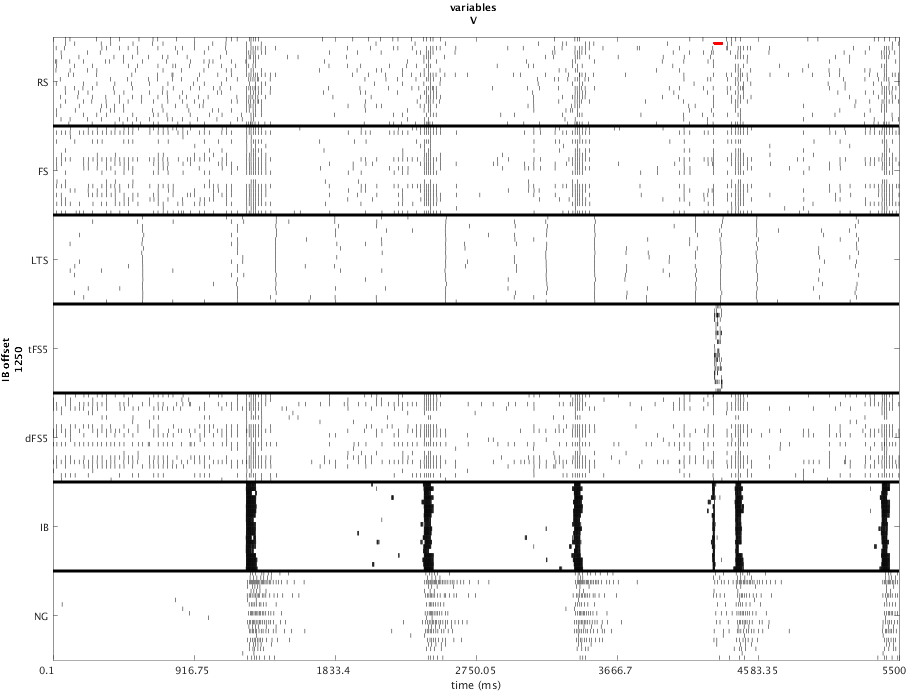 variables
V
RS
FS
LTS
tFS5
dFS5
IB
NG
IB offset
1250
0.1 916.75 1833.4 2750.05 3666.7 4583.35 5500
time (ms)